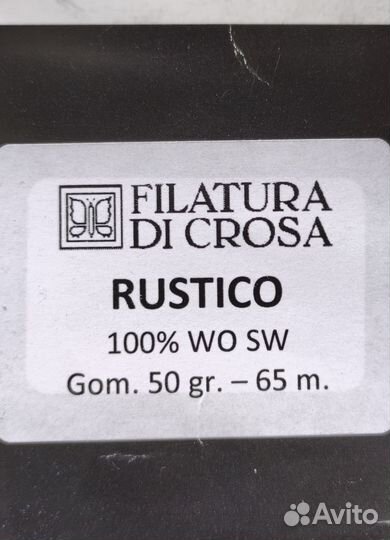 FILATURA
DI CROSA
RUSTICO
100% WO SW
Gom. 50 gr. – 65 m.
Avito